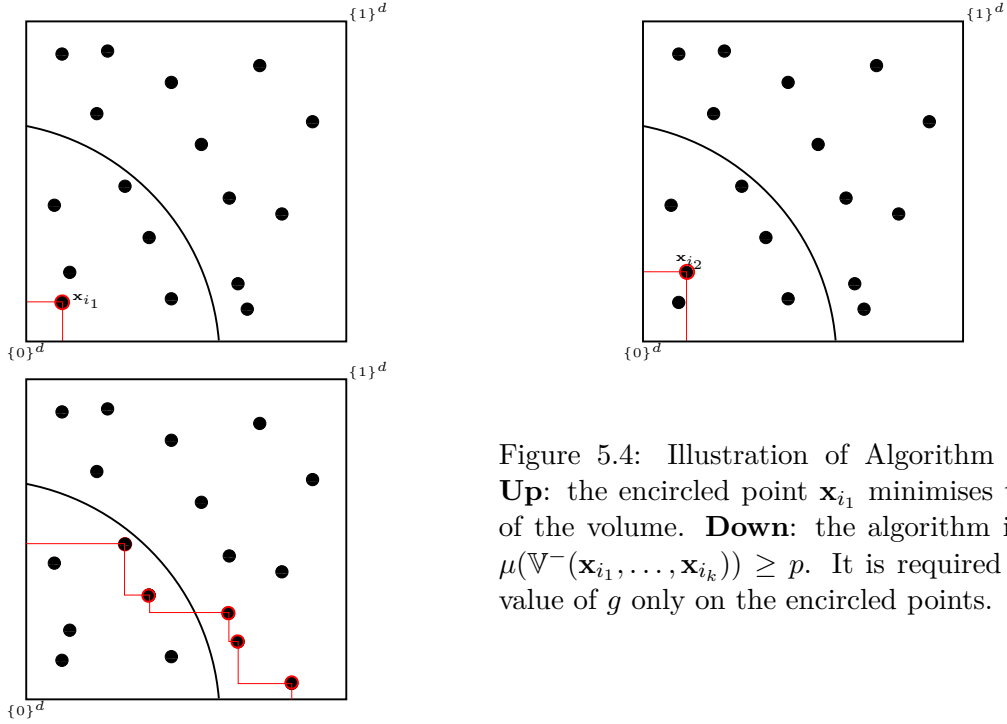 {1}^d
{1}^d
x_{i_1}
x_{i_2}
{0}^d
{0}^d
{1}^d
Figure 5.4: Illustration of Algorithm
Up: the encircled point x_{i_1} minimises
of the volume. Down: the algorithm
μ(𝕍^−(x_{i_1}, . . . , x_{i_k})) ≥ p. It is required
value of g only on the encircled points.
{0}^d